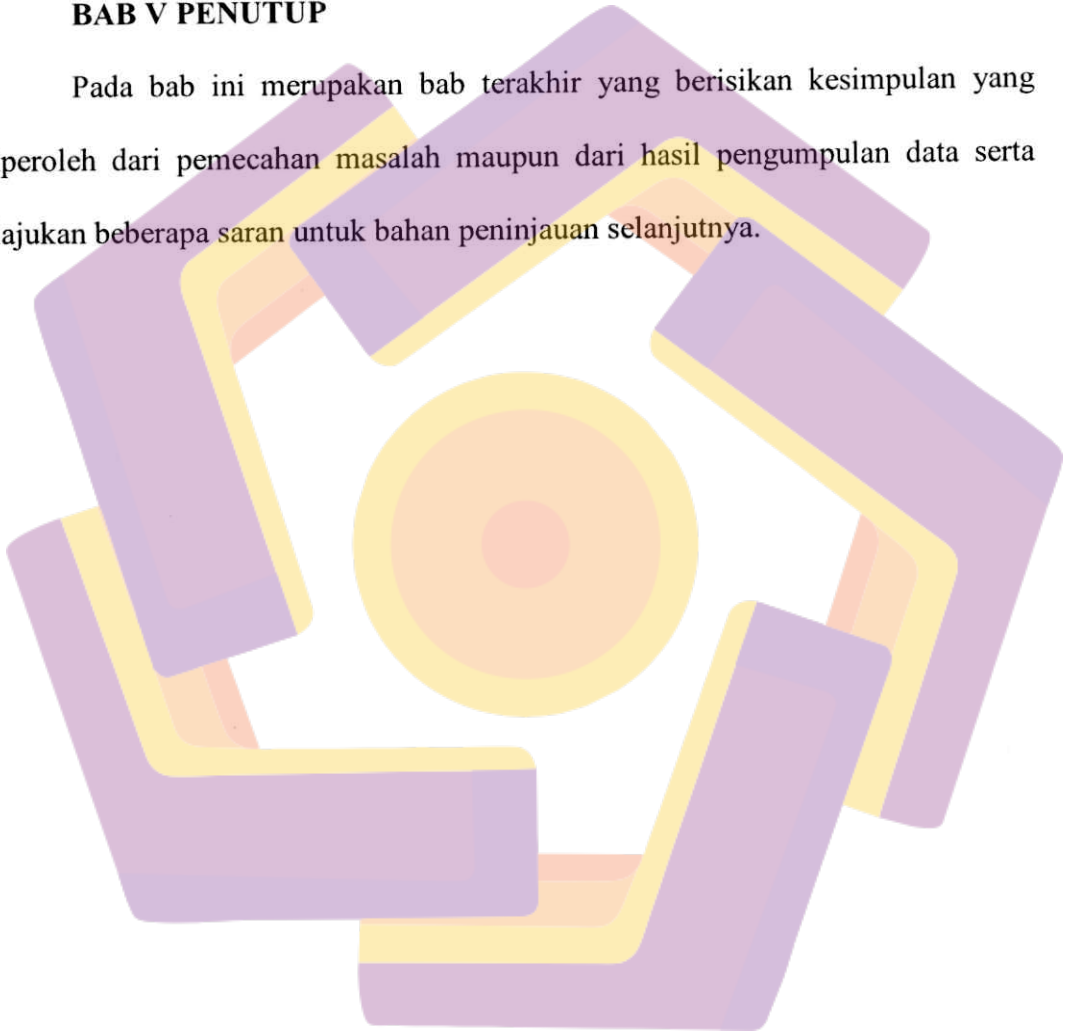 BAB V PENUTUP
Pada bab ini merupakan bab terakhir yang berisikan kesimpulan yang
peroleh dari pemecahan masalah maupun dari hasil pengumpulan data serta
ajukan beberapa saran untuk bahan peninjauan selanjutnya.